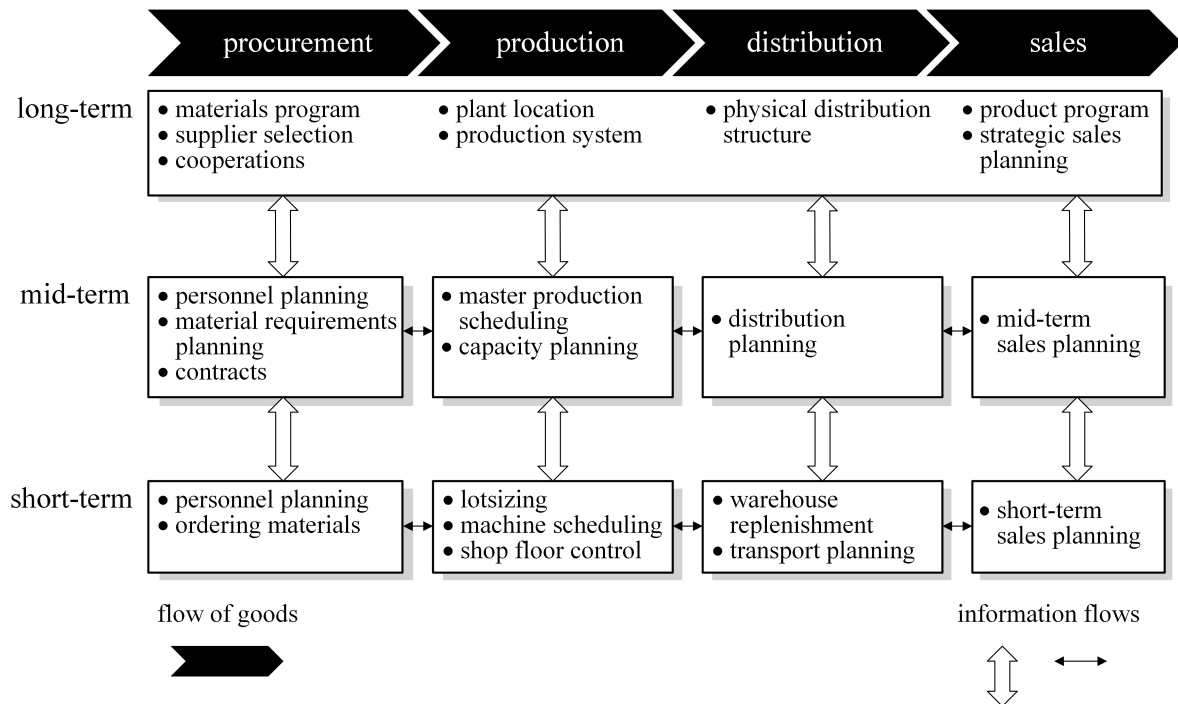 procurement
production
distribution
sales
long-term
• materials program
• supplier selection
• cooperations
• plant location
• production system
• physical distribution
structure
• product program
• strategic sales
planning
mid-term
• personnel planning
• material requirements
planning
• contracts
• master production
scheduling
• capacity planning
• distribution
planning
• mid-term
sales planning
short-term
• personnel planning
• ordering materials
• lotsizing
• machine scheduling
• shop floor control
• warehouse
replenishment
• transport planning
• short-term
sales planning
flow of goods
information flows